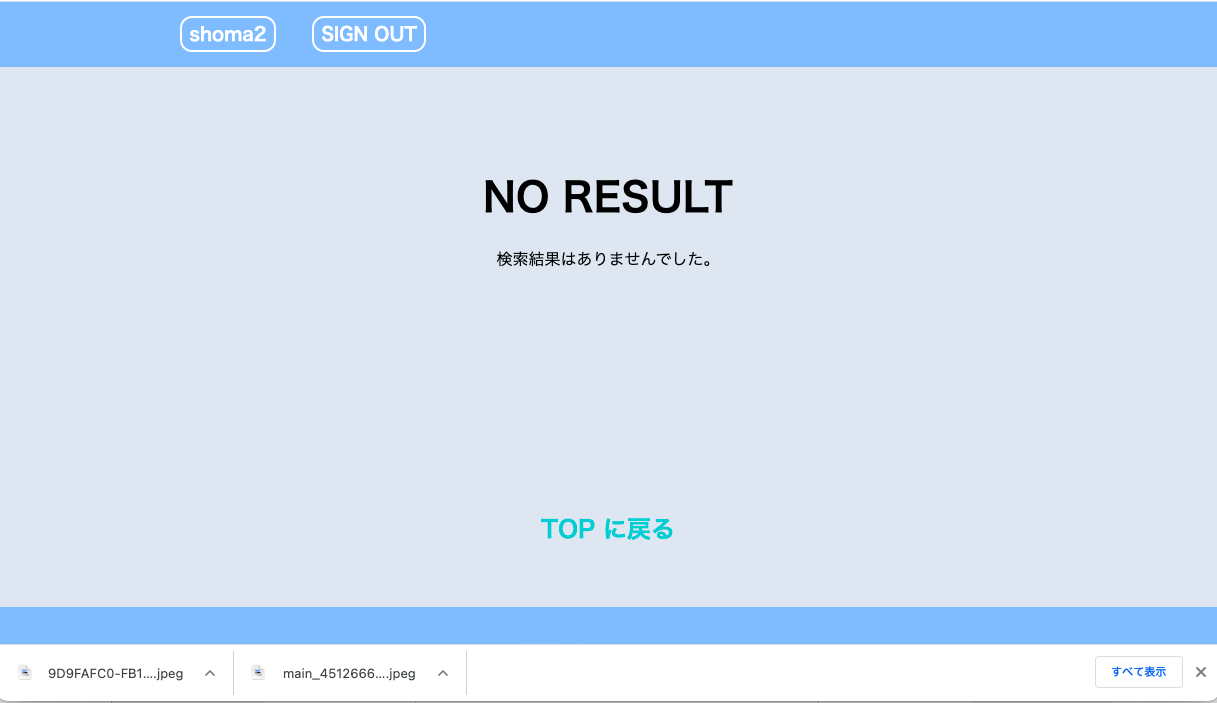 shoma2 SIGN OUT
NO RESULT
検索結果はありませんでした。
TOP に戻る
9D9FAFC0-FB1....jpeg main_4512666....jpeg すべて表示